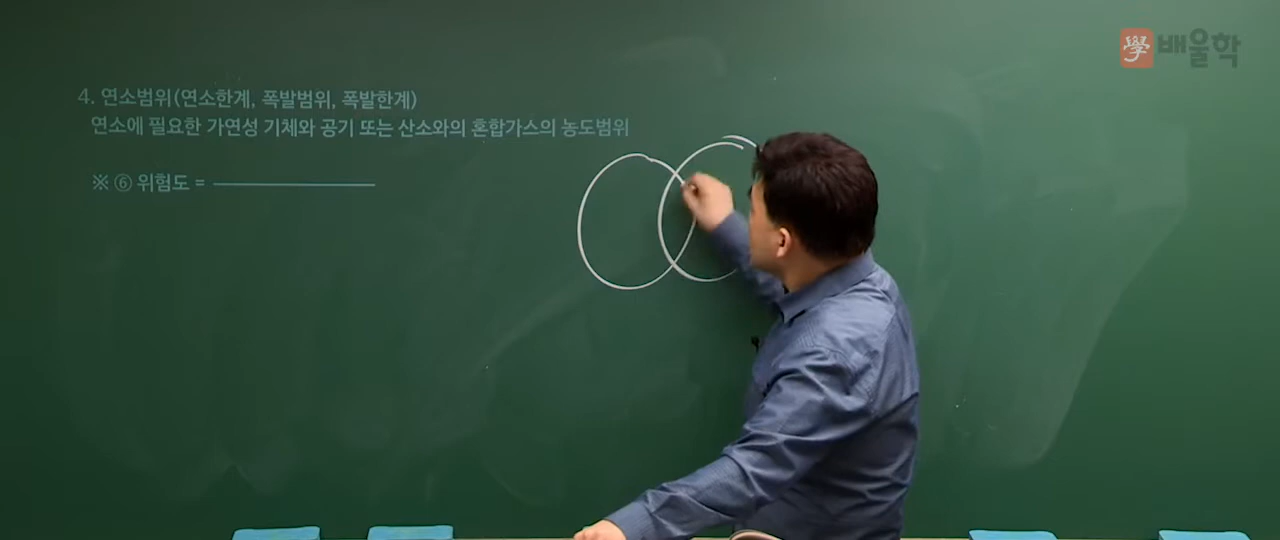 學 배울학
4. 연소범위(연소한계, 폭발범위, 폭발한계)
연소에 필요한 가연성 기체와 공기 또는 산소와의 혼합가스의 농도범위
※ ⑥ 위험도 =